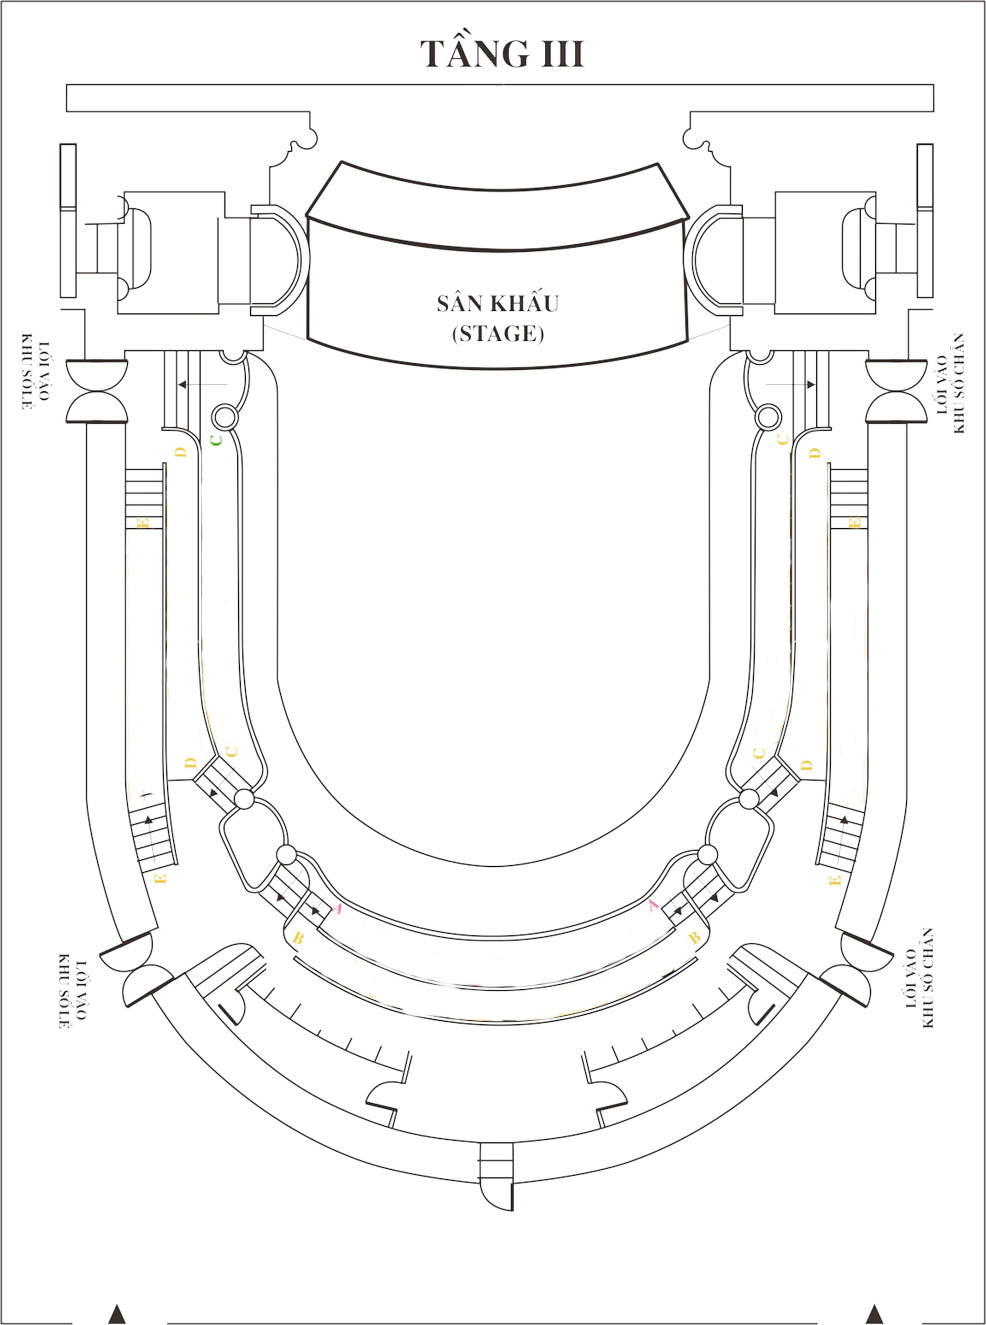 TẦNG III
SÂN KHẤU
(STAGE)
LỐI VÀO
KHU SỐ LẺ
LỐI VÀO
KHU SỐ CHẴN
C
D
C
D
E
E
D
C
C
D
E
E
A
A
B
B
LỐI VÀO
KHU SỐ LẺ
LỐI VÀO
KHU SỐ CHẴN